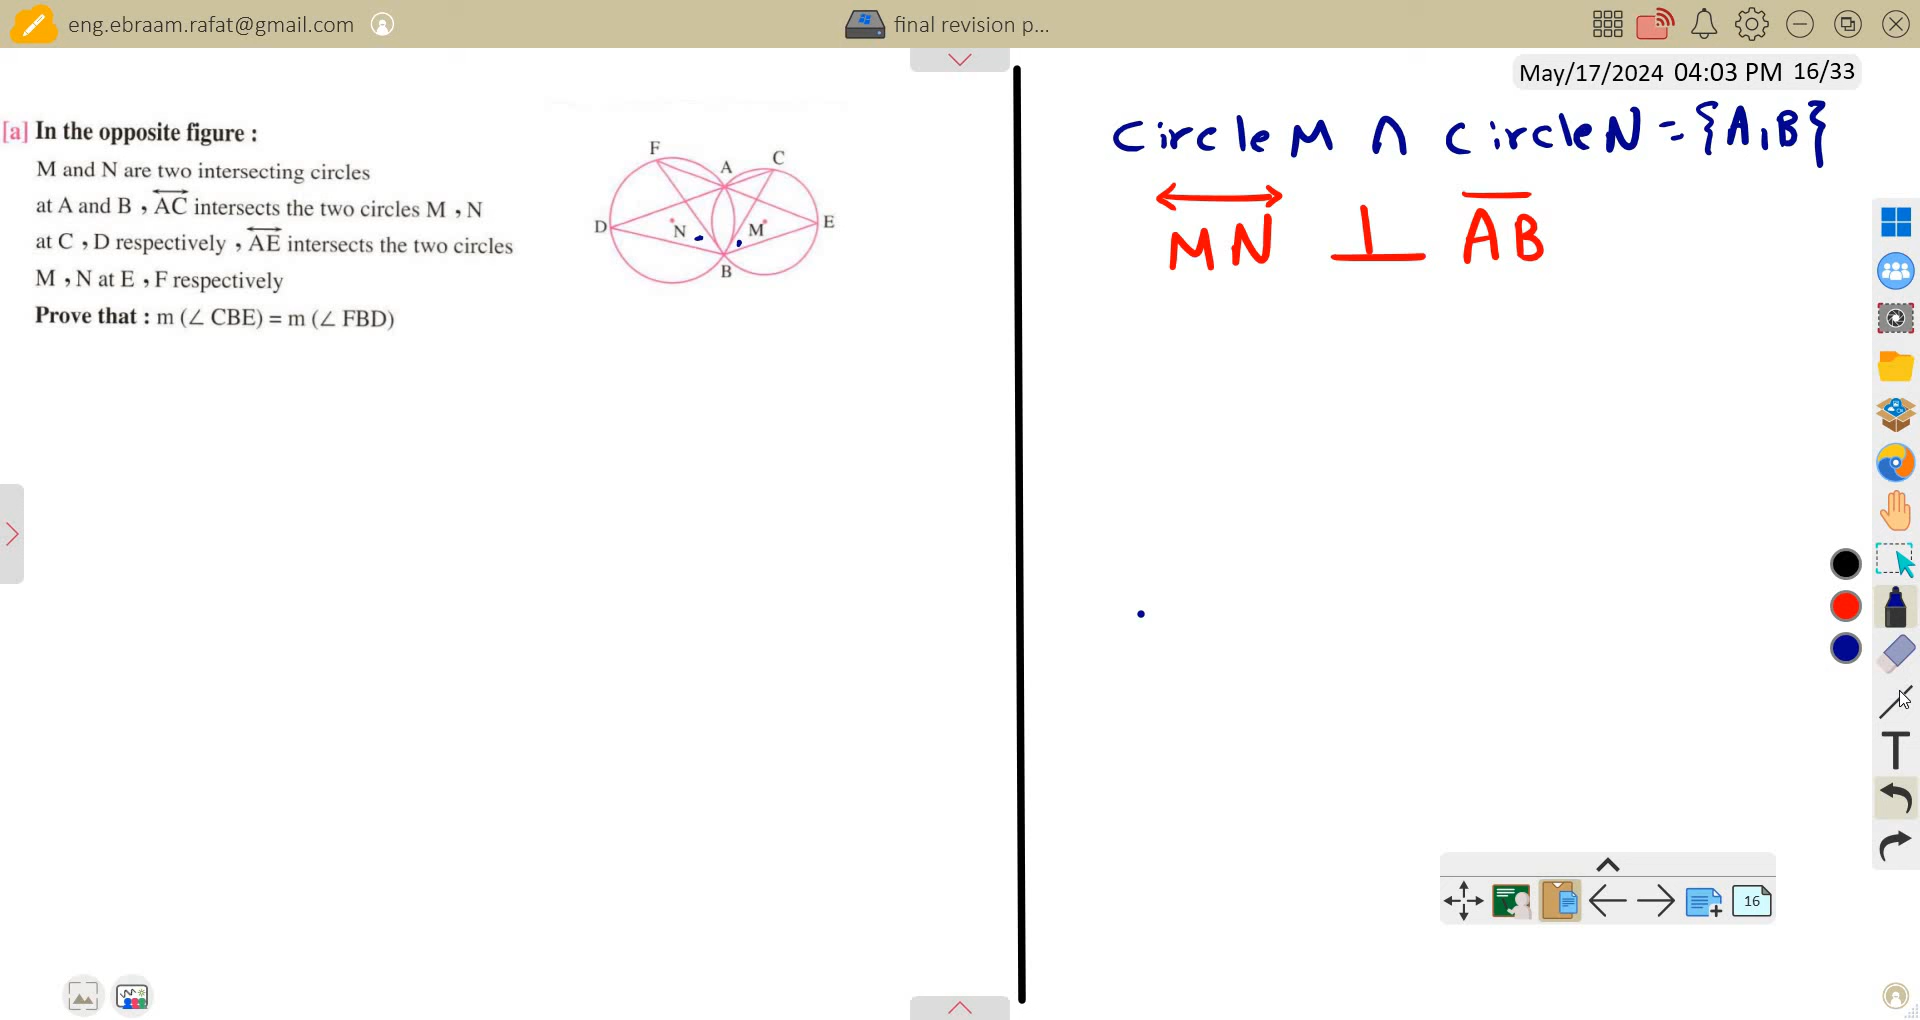 eng.ebraam.rafat@gmail.com
final revision p...
May/17/2024 04:03 PM 16/33
[a] In the opposite figure :
M and N are two intersecting circles
at A and B , AC intersects the two circles M , N
at C , D respectively , AE intersects the two circles
M , N at E , F respectively
Prove that : m (∠ CBE) = m (∠ FBD)
F
A
C
D
N
M
E
B
circle M ∩ circle N = {A,B}
MN ⊥ AB
T
16